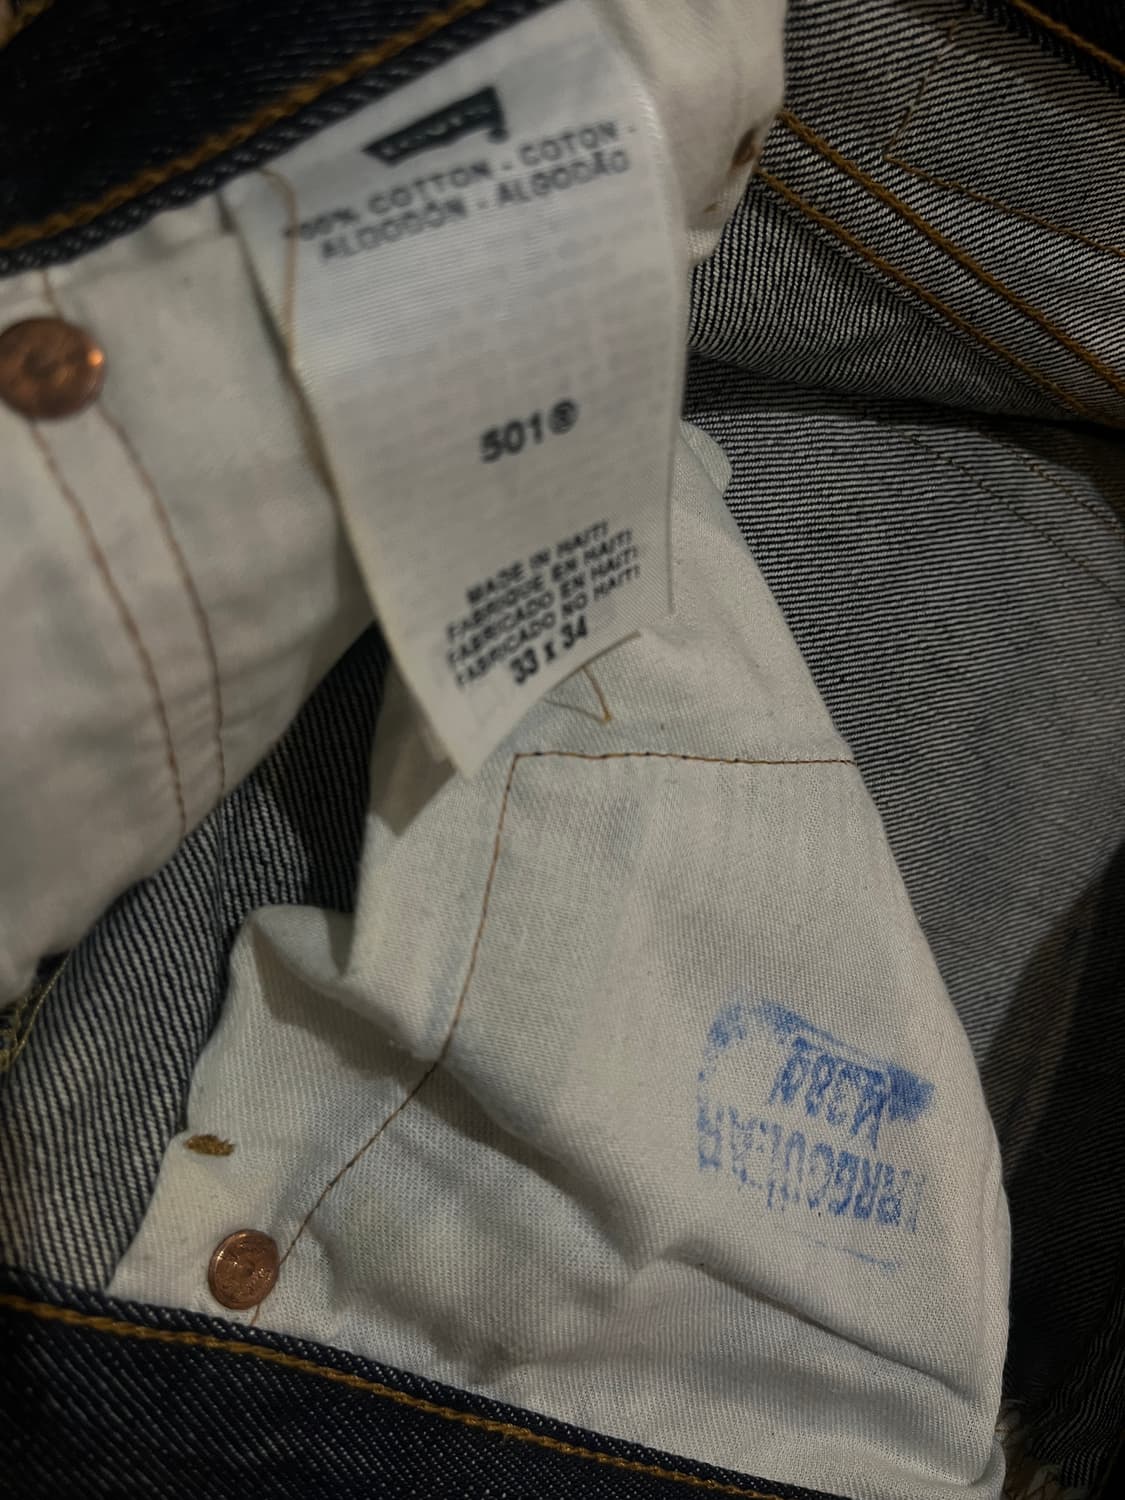 100% COTTON - COTON -
ALGODÓN - ALGODÃO
501®
MADE IN HAITI
FABRIQUE EN HAITI
FABRICADO EN HAITI
FABRICADO NO HAITI
33 x 34
IRREGULAR